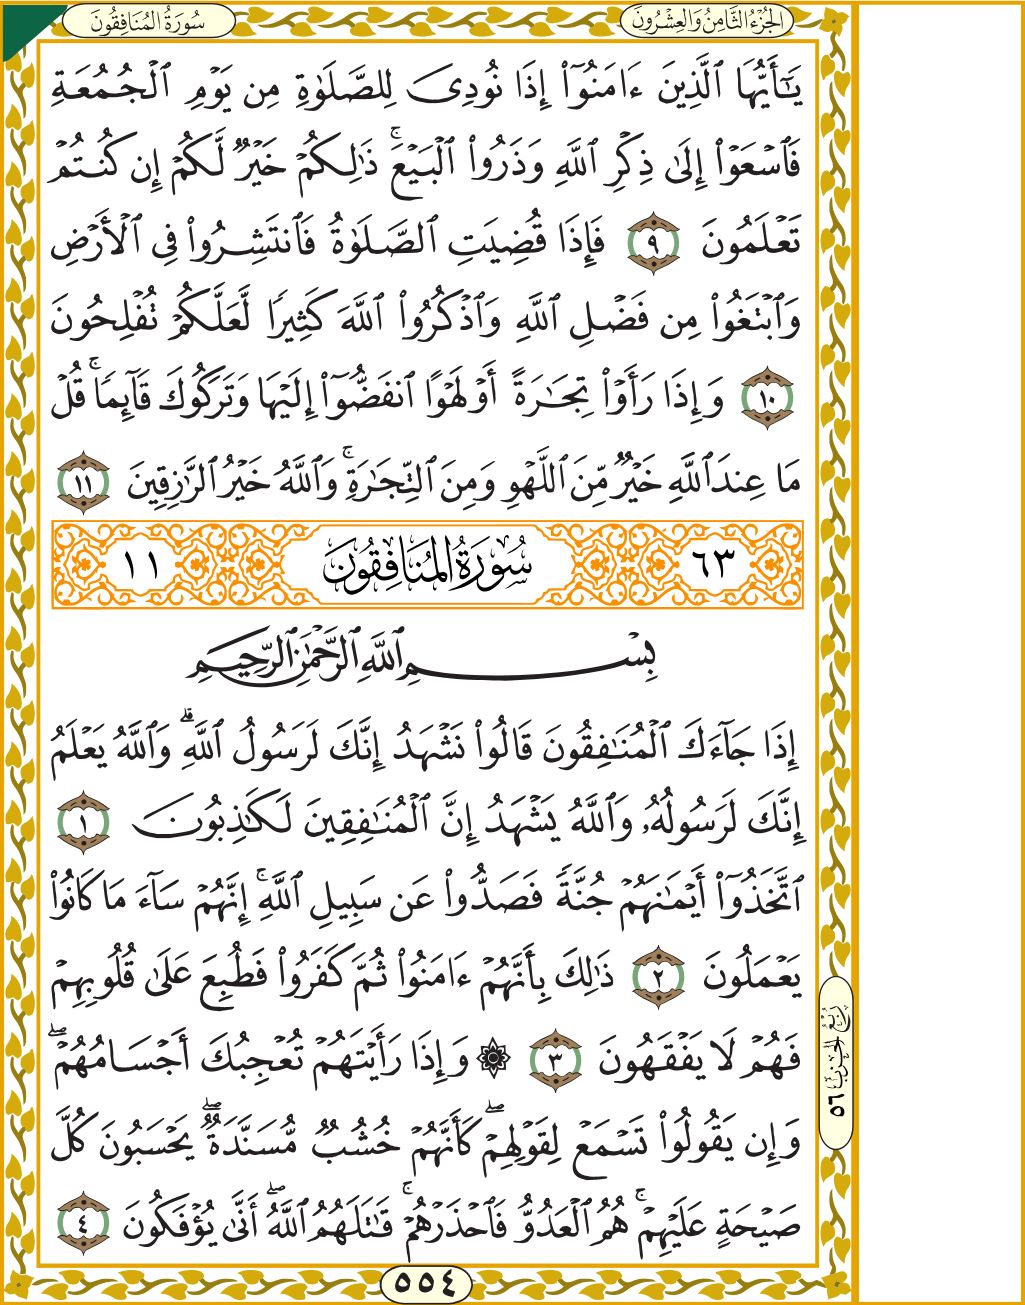 الجُزْءُ الثَّامِنُ وَالعِشْرُونَ
سُورَةُ المُنَافِقُونَ
يَٰٓأَيُّهَا ٱلَّذِينَ ءَامَنُوٓا۟ إِذَا نُودِىَ لِلصَّلَوٰةِ مِن يَوْمِ ٱلْجُمُعَةِ
فَٱسْعَوْا۟ إِلَىٰ ذِكْرِ ٱللَّهِ وَذَرُوا۟ ٱلْبَيْعَ ۚ ذَٰلِكُمْ خَيْرٌ لَّكُمْ إِن كُنتُمْ
تَعْلَمُونَ ٩ فَإِذَا قُضِيَتِ ٱلصَّلَوٰةُ فَٱنتَشِرُوا۟ فِى ٱلْأَرْضِ
وَٱبْتَغُوا۟ مِن فَضْلِ ٱللَّهِ وَٱذْكُرُوا۟ ٱللَّهَ كَثِيرًا لَّعَلَّكُمْ تُفْلِحُونَ
١٠ وَإِذَا رَأَوْا۟ تِجَٰرَةً أَوْ لَهْوًا ٱنفَضُّوٓا۟ إِلَيْهَا وَتَرَكُوكَ قَآئِمًا ۚ قُلْ
مَا عِندَ ٱللَّهِ خَيْرٌ مِّنَ ٱللَّهْوِ وَمِنَ ٱلتِّجَٰرَةِ ۚ وَٱللَّهُ خَيْرُ ٱلرَّٰزِقِينَ ١١
٦٣ سُورَةُ المُنَافِقُونَ ١١
بِسْمِ ٱللَّهِ ٱلرَّحْمَٰنِ ٱلرَّحِيمِ
إِذَا جَآءَكَ ٱلْمُنَٰفِقُونَ قَالُوا۟ نَشْهَدُ إِنَّكَ لَرَسُولُ ٱللَّهِ ۗ وَٱللَّهُ يَعْلَمُ
إِنَّكَ لَرَسُولُهُۥ وَٱللَّهُ يَشْهَدُ إِنَّ ٱلْمُنَٰفِقِينَ لَكَٰذِبُونَ ١
ٱتَّخَذُوٓا۟ أَيْمَٰنَهُمْ جُنَّةً فَصَدُّوا۟ عَن سَبِيلِ ٱللَّهِ ۚ إِنَّهُمْ سَآءَ مَا كَانُوا۟
يَعْمَلُونَ ٢ ذَٰلِكَ بِأَنَّهُمْ ءَامَنُوا۟ ثُمَّ كَفَرُوا۟ فَطُبِعَ عَلَىٰ قُلُوبِهِمْ
فَهُمْ لَا يَفْقَهُونَ ٣ ۞ وَإِذَا رَأَيْتَهُمْ تُعْجِبُكَ أَجْسَامُهُمْ ۖ
وَإِن يَقُولُوا۟ تَسْمَعْ لِقَوْلِهِمْ ۖ كَأَنَّهُمْ خُشُبٌ مُّسَنَّدَةٌ ۖ يَحْسَبُونَ كُلَّ
صَيْحَةٍ عَلَيْهِمْ ۚ هُمُ ٱلْعَدُوُّ فَٱحْذَرْهُمْ ۚ قَٰتَلَهُمُ ٱللَّهُ ۖ أَنَّىٰ يُؤْفَكُونَ ٤
رُبْعُ الحِزْبِ ٥٦
٥٥٤